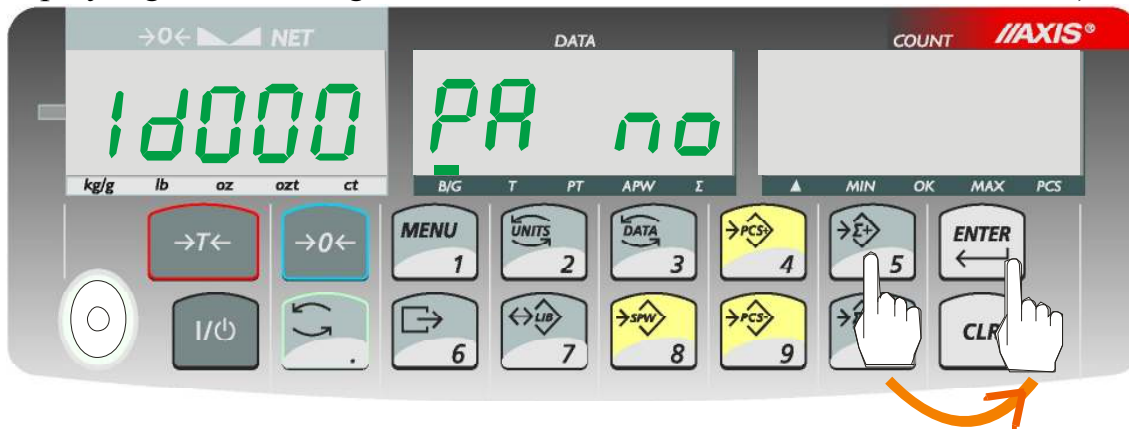 →0← NET DATA COUNT //AXIS®
1d000 PA no
kg/g lb oz ozt ct B/G T PT APW Σ ▲ MIN OK MAX PCS
→T← →0← MENU 1 UNITS 2 DATA 3 →PCS+ 4 →Σ+ 5 ENTER
I/⏻ . 6 LIB 7 →SPW 8 →PCS- 9